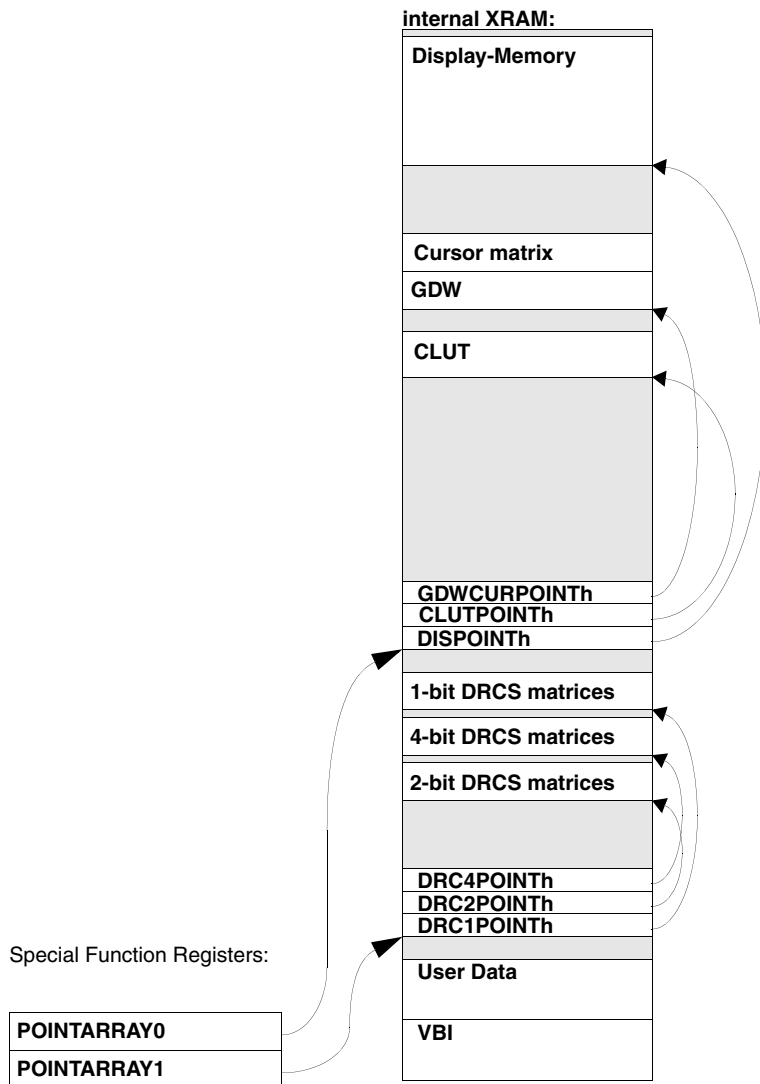 internal XRAM:
Display-Memory
Cursor matrix
GDW
CLUT
GDWCURPOINTh
CLUTPOINTh
DISPOINTh
1-bit DRCS matrices
4-bit DRCS matrices
2-bit DRCS matrices
DRC4POINTh
DRC2POINTh
DRC1POINTh
User Data
VBI
Special Function Registers:
POINTARRAY0
POINTARRAY1